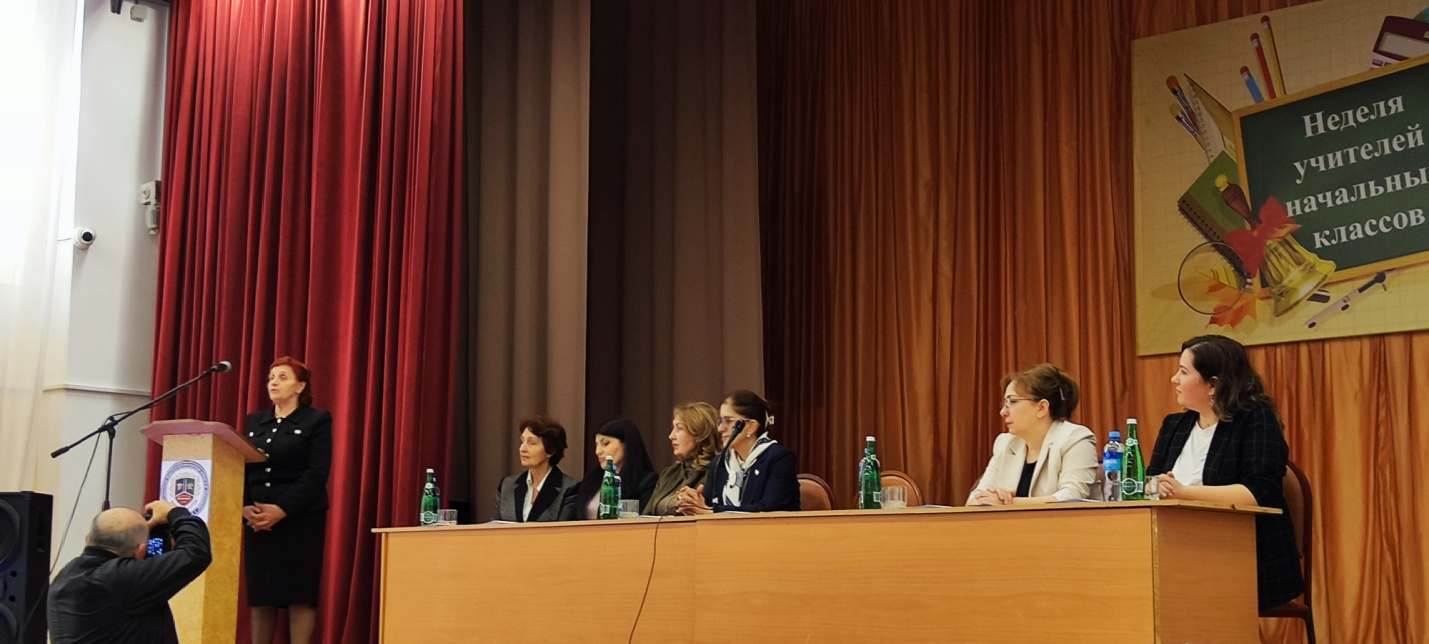 Неделя
учителей
начальны
классов